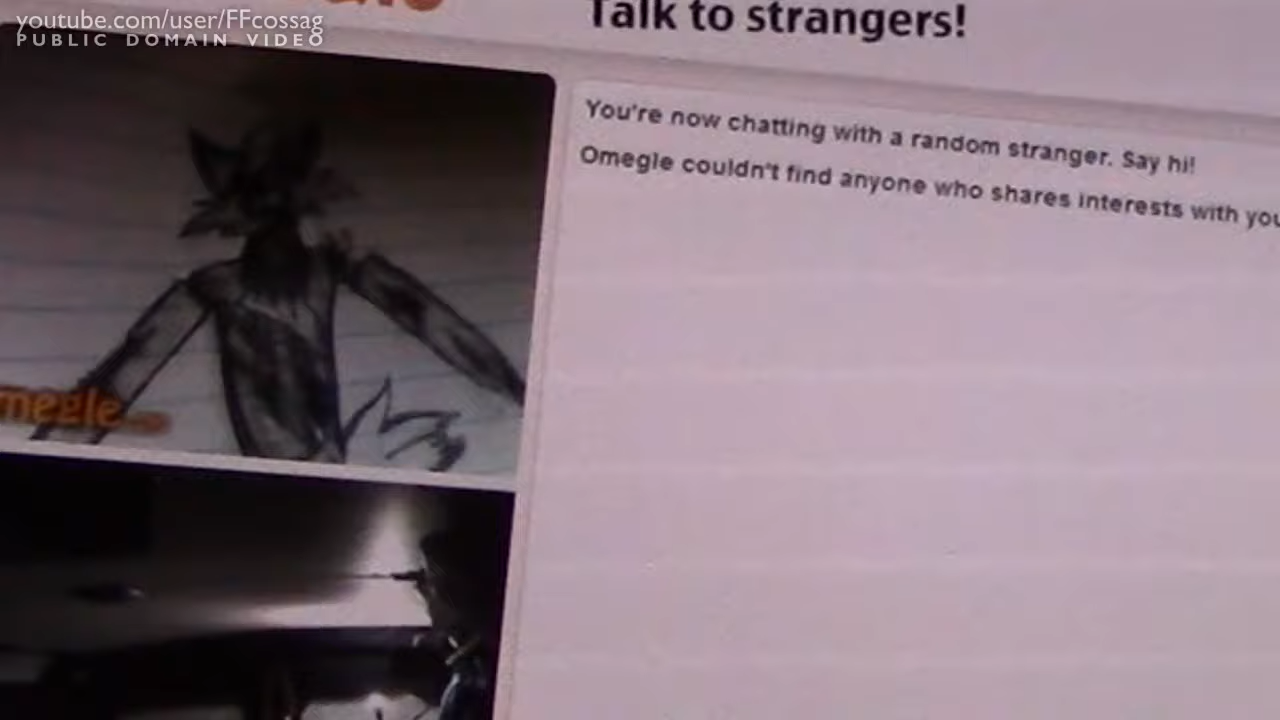 youtube.com/user/FFcossag
PUBLIC DOMAIN VIDEO
Talk to strangers!
You're now chatting with a random stranger. Say hi!
Omegle couldn't find anyone who shares interests with you
megle